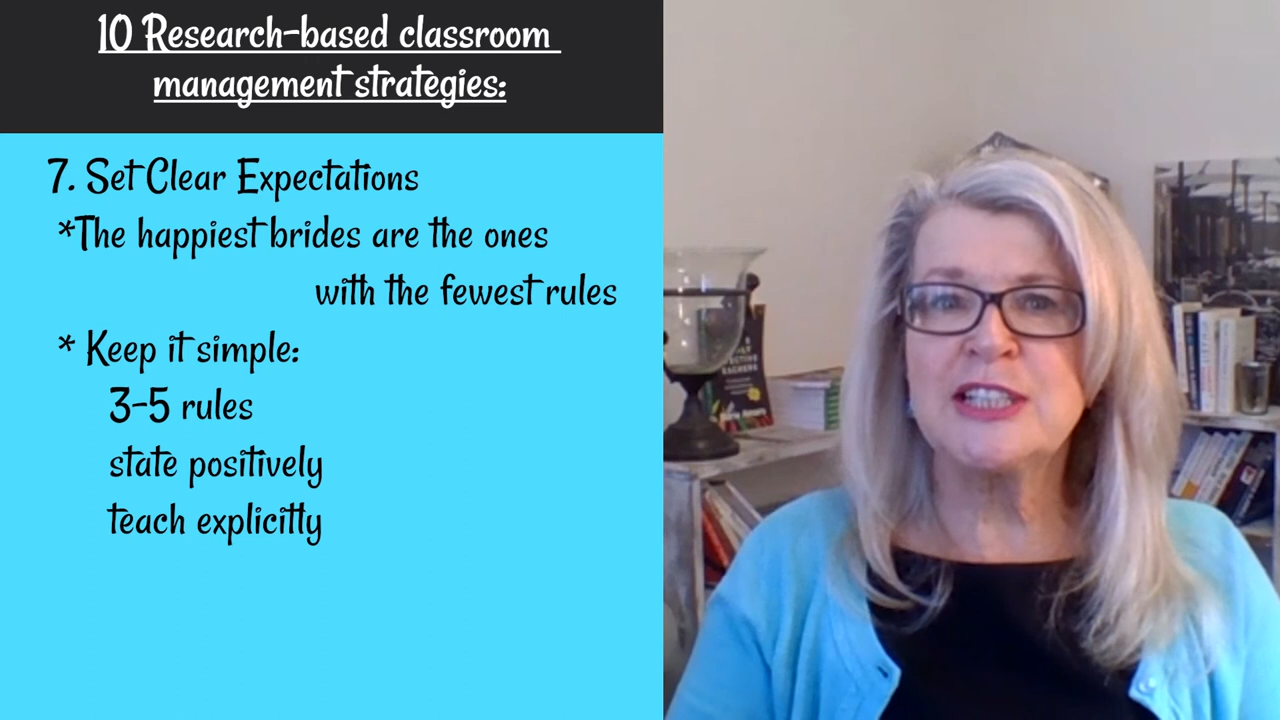 10 Research-based classroom
management strategies:
7. Set Clear Expectations
*The happiest brides are the ones
with the fewest rules
* Keep it simple:
3-5 rules
state positively
teach explicitly